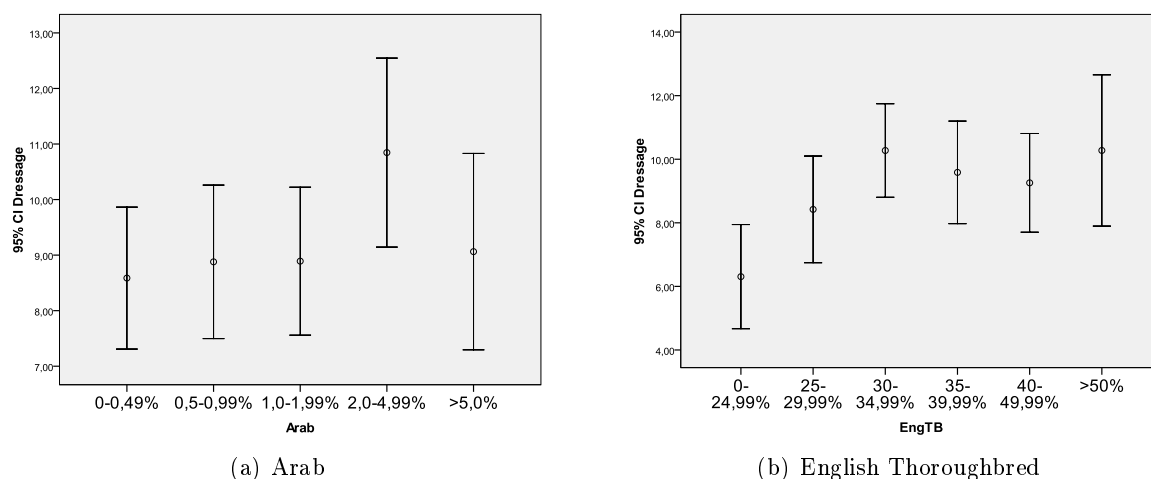 13,00
12,00
11,00
10,00
9,00
8,00
7,00
95% CI Dressage
0-0,49% 0,5-0,99% 1,0-1,99% 2,0-4,99% >5,0%
Arab
(a) Arab
14,00
12,00
10,00
8,00
6,00
4,00
95% CI Dressage
0- 25- 30- 35- 40- >50%
24,99% 29,99% 34,99% 39,99% 49,99%
EngTB
(b) English Thoroughbred